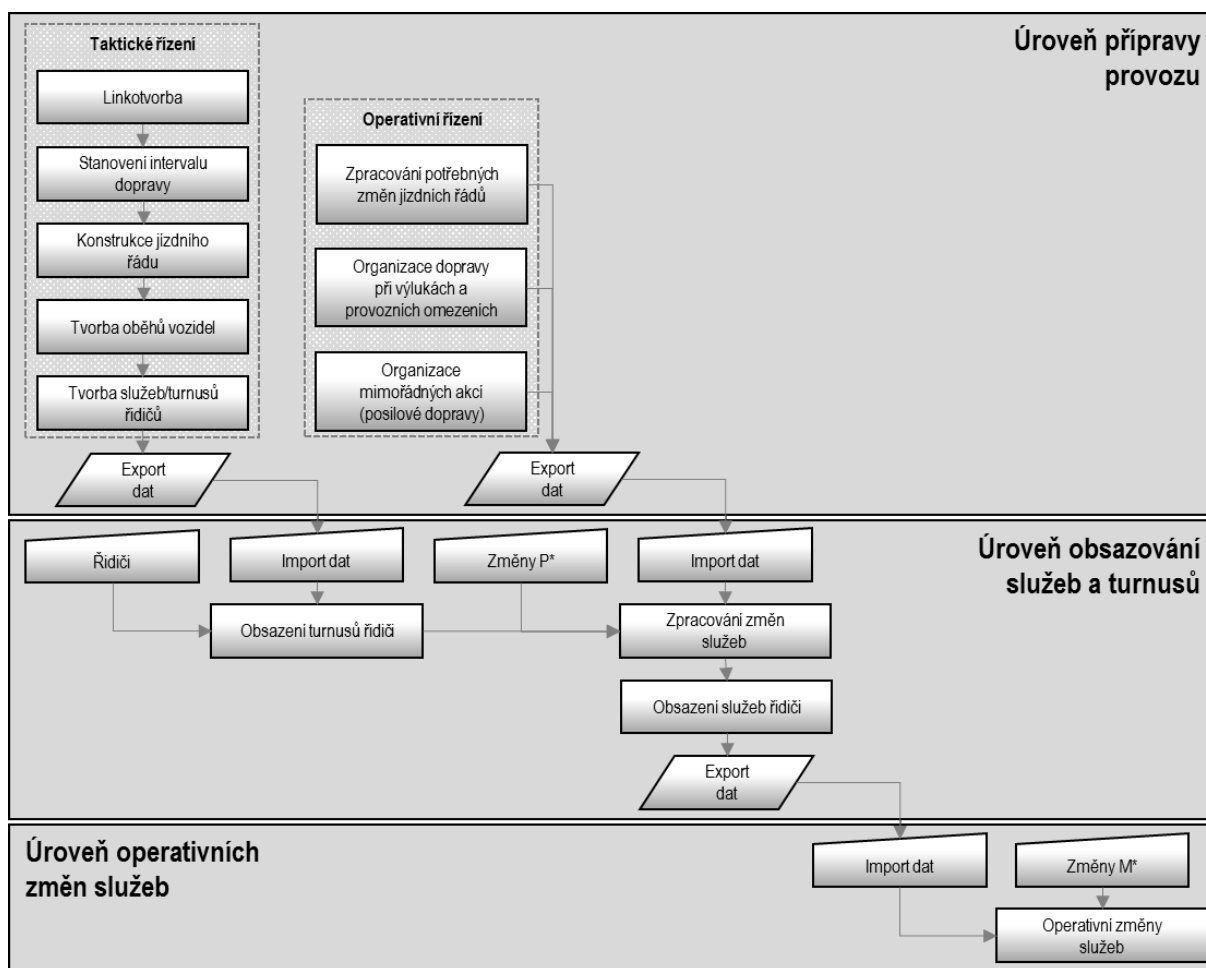 Úroveň přípravy
provozu
Taktické řízení
Linkotvorba
Stanovení intervalu
dopravy
Konstrukce jízdního
řádu
Tvorba oběhů vozidel
Tvorba služeb/turnusů
řidičů
Export
dat
Operativní řízení
Zpracování potřebných
změn jízdních řádů
Organizace dopravy
při výlukách a
provozních omezeních
Organizace
mimořádných akcí
(posilové dopravy)
Export
dat
Úroveň obsazování
služeb a turnusů
Řidiči
Import dat
Změny P*
Import dat
Obsazení turnusů řidiči
Zpracování změn
služeb
Obsazení služeb řidiči
Export
dat
Úroveň operativních
změn služeb
Import dat
Změny M*
Operativní změny
služeb